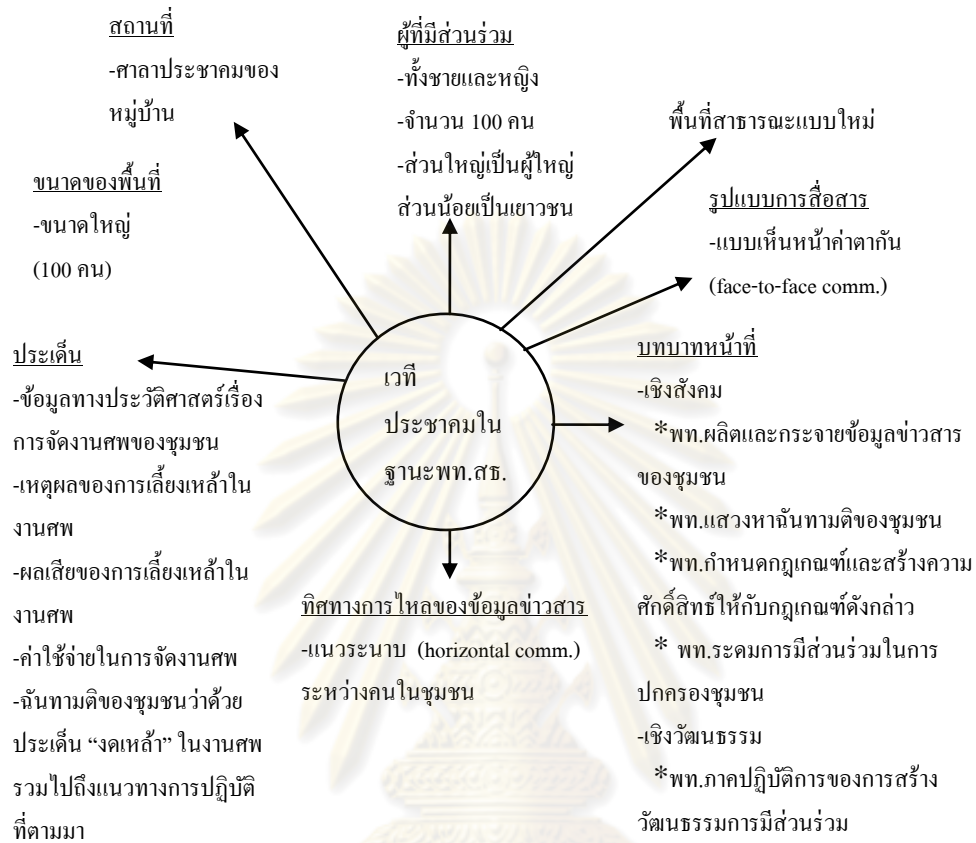 สถานที่
-ศาลาประชาคมของ
หมู่บ้าน
ผู้ที่มีส่วนร่วม
-ทั้งชายและหญิง
-จำนวน 100 คน
-ส่วนใหญ่เป็นผู้ใหญ่
ส่วนน้อยเป็นเยาวชน
พื้นที่สาธารณะแบบใหม่
ขนาดของพื้นที่
-ขนาดใหญ่
(100 คน)
รูปแบบการสื่อสาร
-แบบเห็นหน้าค่าตากัน
(face-to-face comm.)
ประเด็น
-ข้อมูลทางประวัติศาสตร์เรื่อง
การจัดงานศพของชุมชน
-เหตุผลของการเลี้ยงเหล้าใน
งานศพ
-ผลเสียของการเลี้ยงเหล้าใน
งานศพ
-ค่าใช้จ่ายในการจัดงานศพ
-ฉันทามติของชุมชนว่าด้วย
ประเด็น “งดเหล้า” ในงานศพ
รวมไปถึงแนวทางการปฏิบัติ
ที่ตามมา
เวที
ประชาคมใน
ฐานะพท.สธ.
ทิศทางการไหลของข้อมูลข่าวสาร
-แนวระนาบ (horizontal comm.)
ระหว่างคนในชุมชน
บทบาทหน้าที่
-เชิงสังคม
*พท.ผลิตและกระจายข้อมูลข่าวสาร
ของชุมชน
*พท.แสวงหาฉันทามติของชุมชน
*พท.กำหนดกฎเกณฑ์และสร้างความ
ศักดิ์สิทธ์ให้กับกฎเกณฑ์ดังกล่าว
* พท.ระดมการมีส่วนร่วมในการ
ปกครองชุมชน
-เชิงวัฒนธรรม
*พท.ภาคปฏิบัติการของการสร้าง
วัฒนธรรมการมีส่วนร่วม